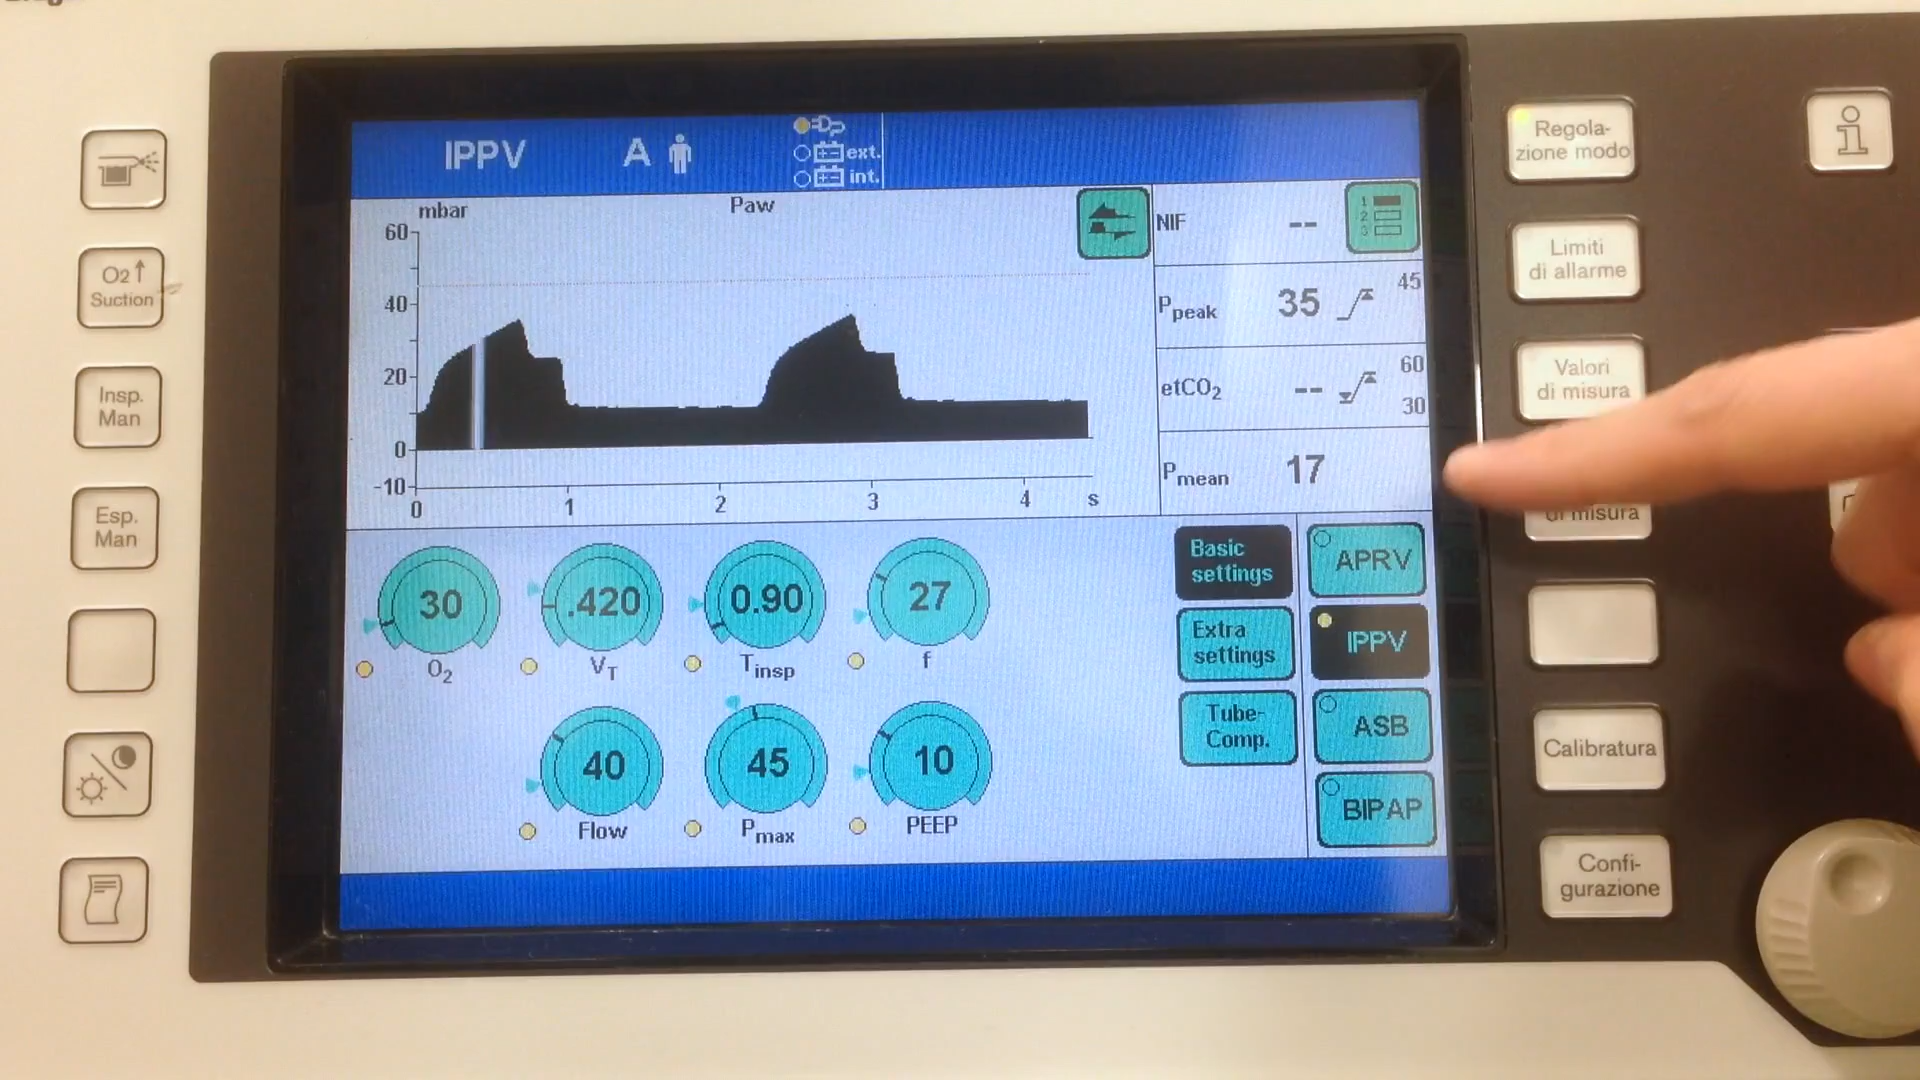 IPPV
A
ext.
int.
mbar
Paw
60
40
20
0
-10
0
1
2
3
4
s
NIF
--
1
2
3
Ppeak
35
45
etCO2
--
60
30
Pmean
17
30
O2
.420
VT
0.90
Tinsp
27
f
40
Flow
45
Pmax
10
PEEP
Basic
settings
Extra
settings
Tube-
Comp.
APRV
IPPV
ASB
BIPAP
O2↑
Suction
Insp.
Man
Esp.
Man
Regola-
zione modo
Limiti
di allarme
Valori
di misura
di misura
Calibratura
Confi-
gurazione
i